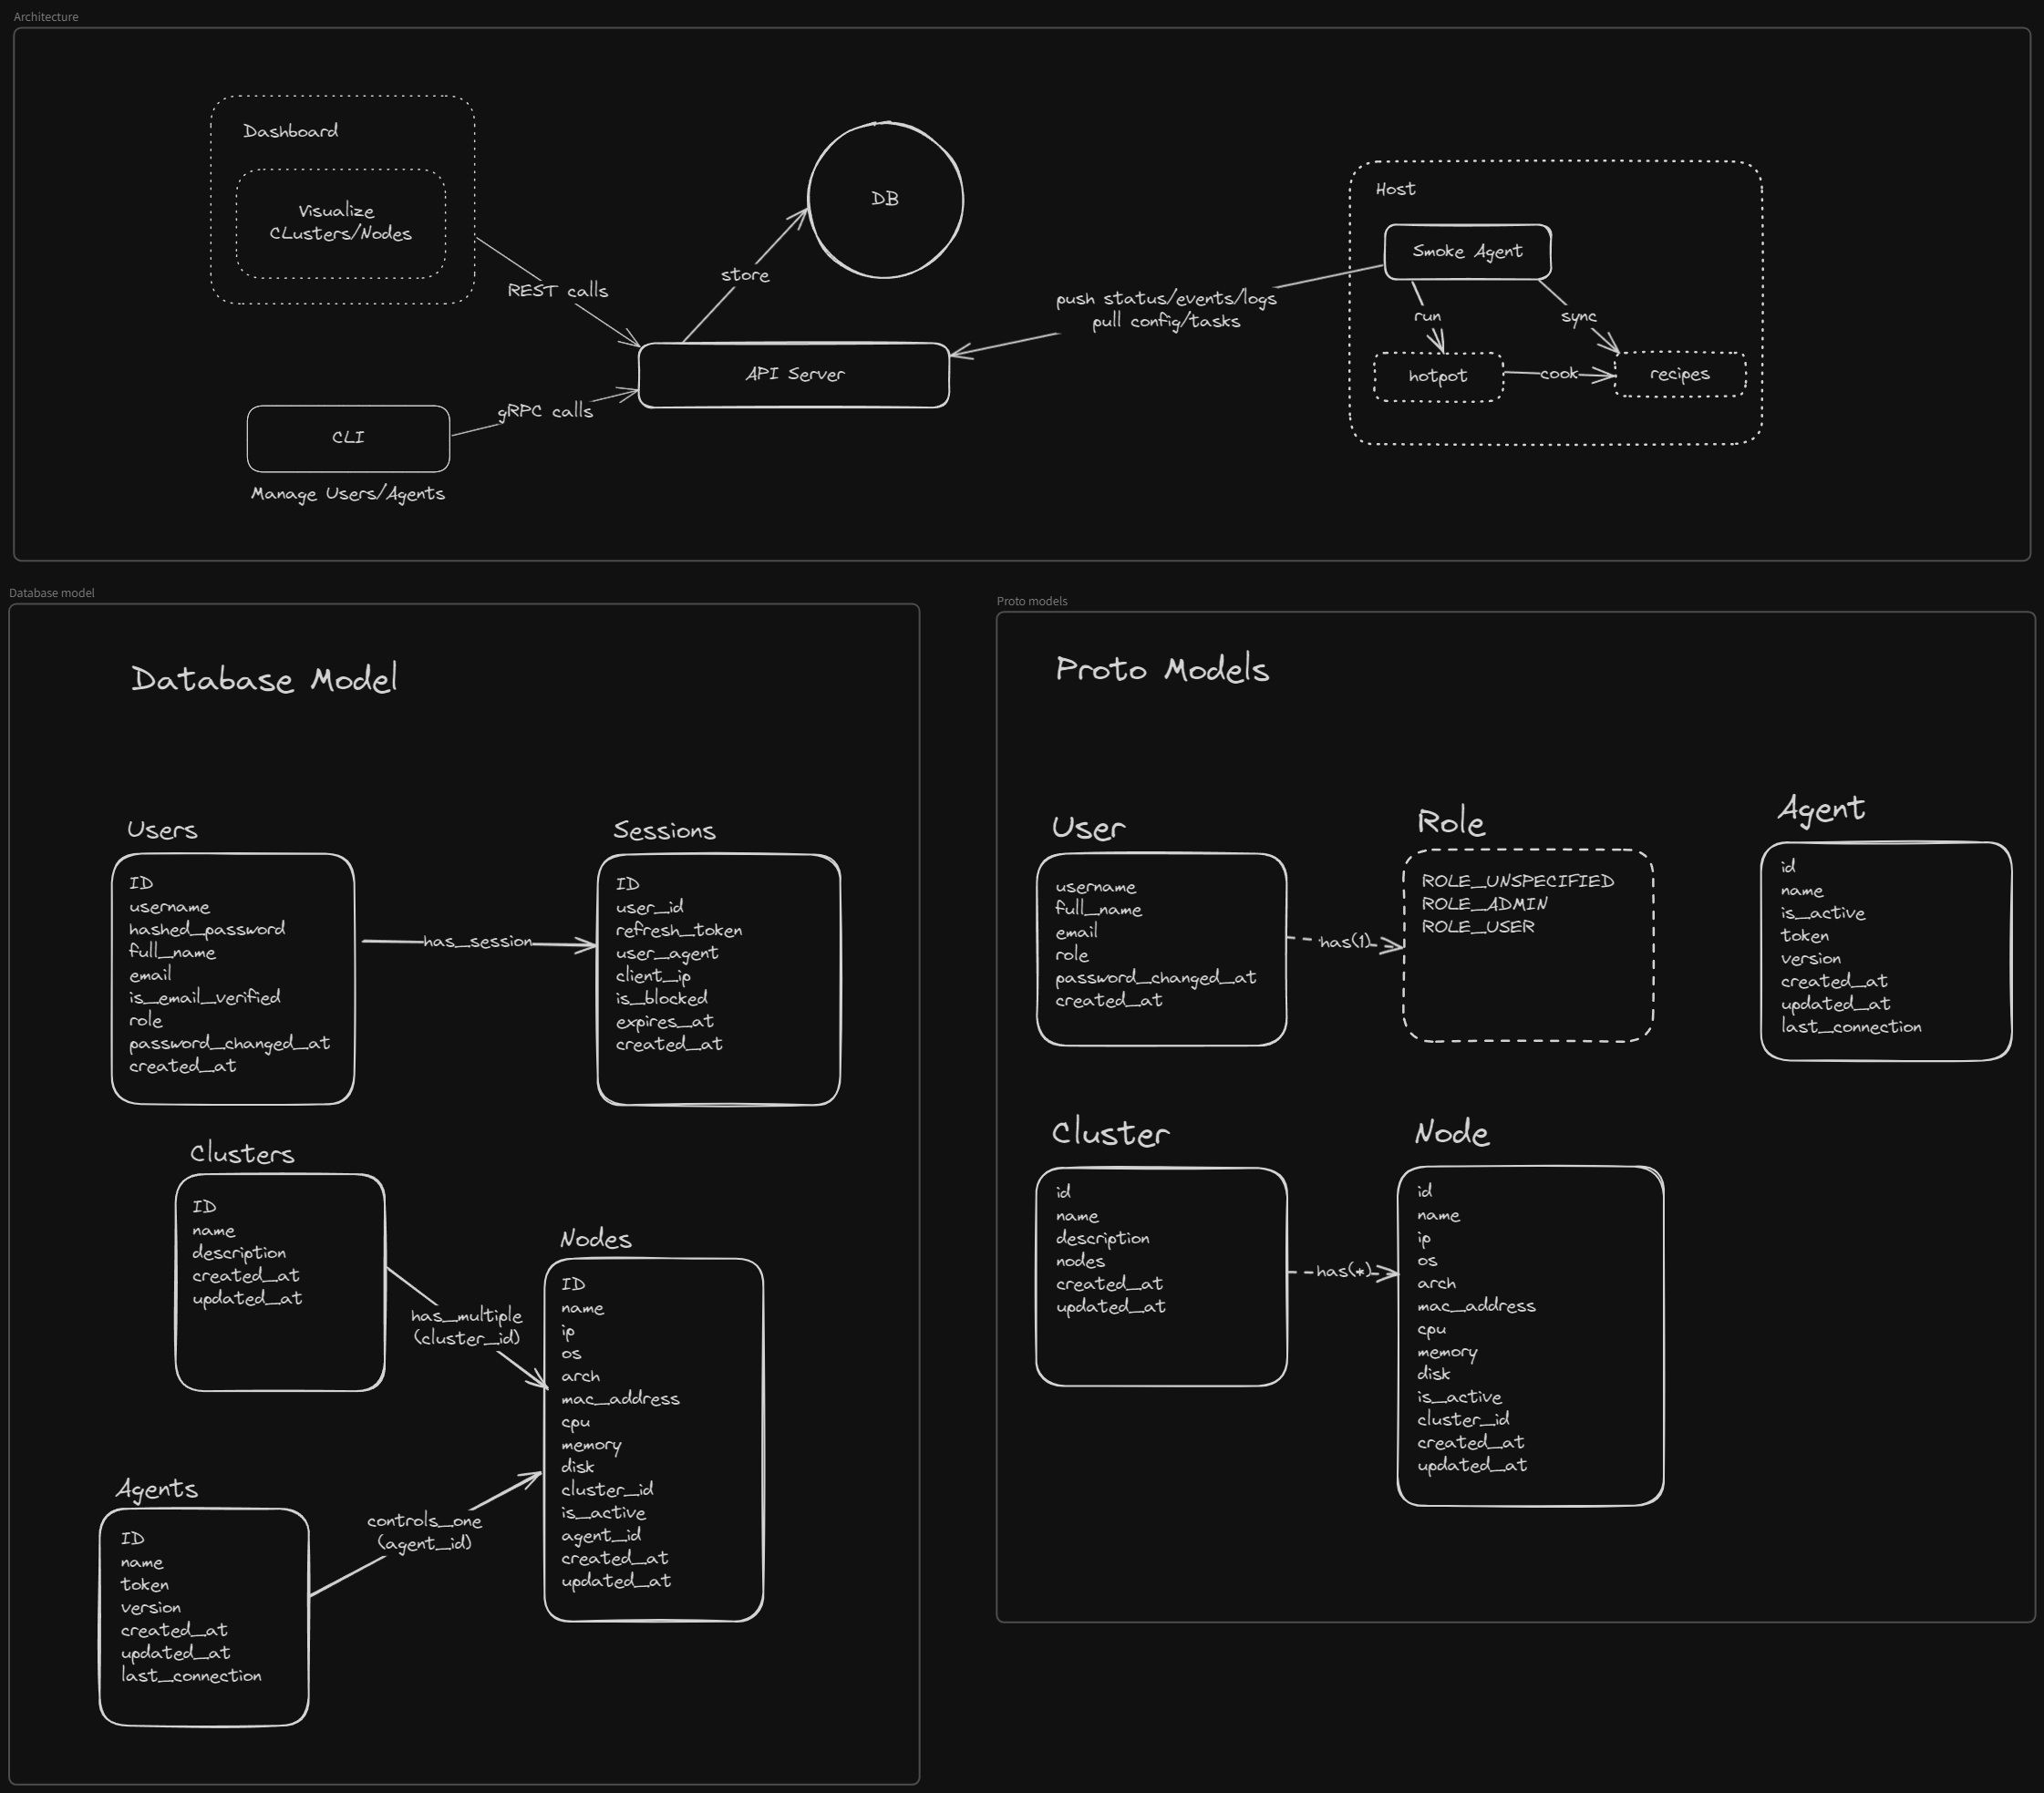 Architecture
Dashboard
Visualize
CLusters/Nodes
REST calls
store
DB
API Server
gRPC calls
CLI
Manage Users/Agents
push status/events/logs
pull config/tasks
Host
Smoke Agent
run
sync
hotpot
cook
recipes
Database model
Database Model
Users
ID
username
hashed_password
full_name
email
is_email_verified
role
password_changed_at
created_at
has_session
Sessions
ID
user_id
refresh_token
user_agent
client_ip
is_blocked
expires_at
created_at
Clusters
ID
name
description
created_at
updated_at
has_multiple
(cluster_id)
Nodes
ID
name
ip
os
arch
mac_address
cpu
memory
disk
cluster_id
is_active
agent_id
created_at
updated_at
Agents
ID
name
token
version
created_at
updated_at
last_connection
controls_one
(agent_id)
Proto models
Proto Models
User
username
full_name
email
role
password_changed_at
created_at
has(1)
Role
ROLE_UNSPECIFIED
ROLE_ADMIN
ROLE_USER
Agent
id
name
is_active
token
version
created_at
updated_at
last_connection
Cluster
id
name
description
nodes
created_at
updated_at
has(*)
Node
id
name
ip
os
arch
mac_address
cpu
memory
disk
is_active
cluster_id
created_at
updated_at